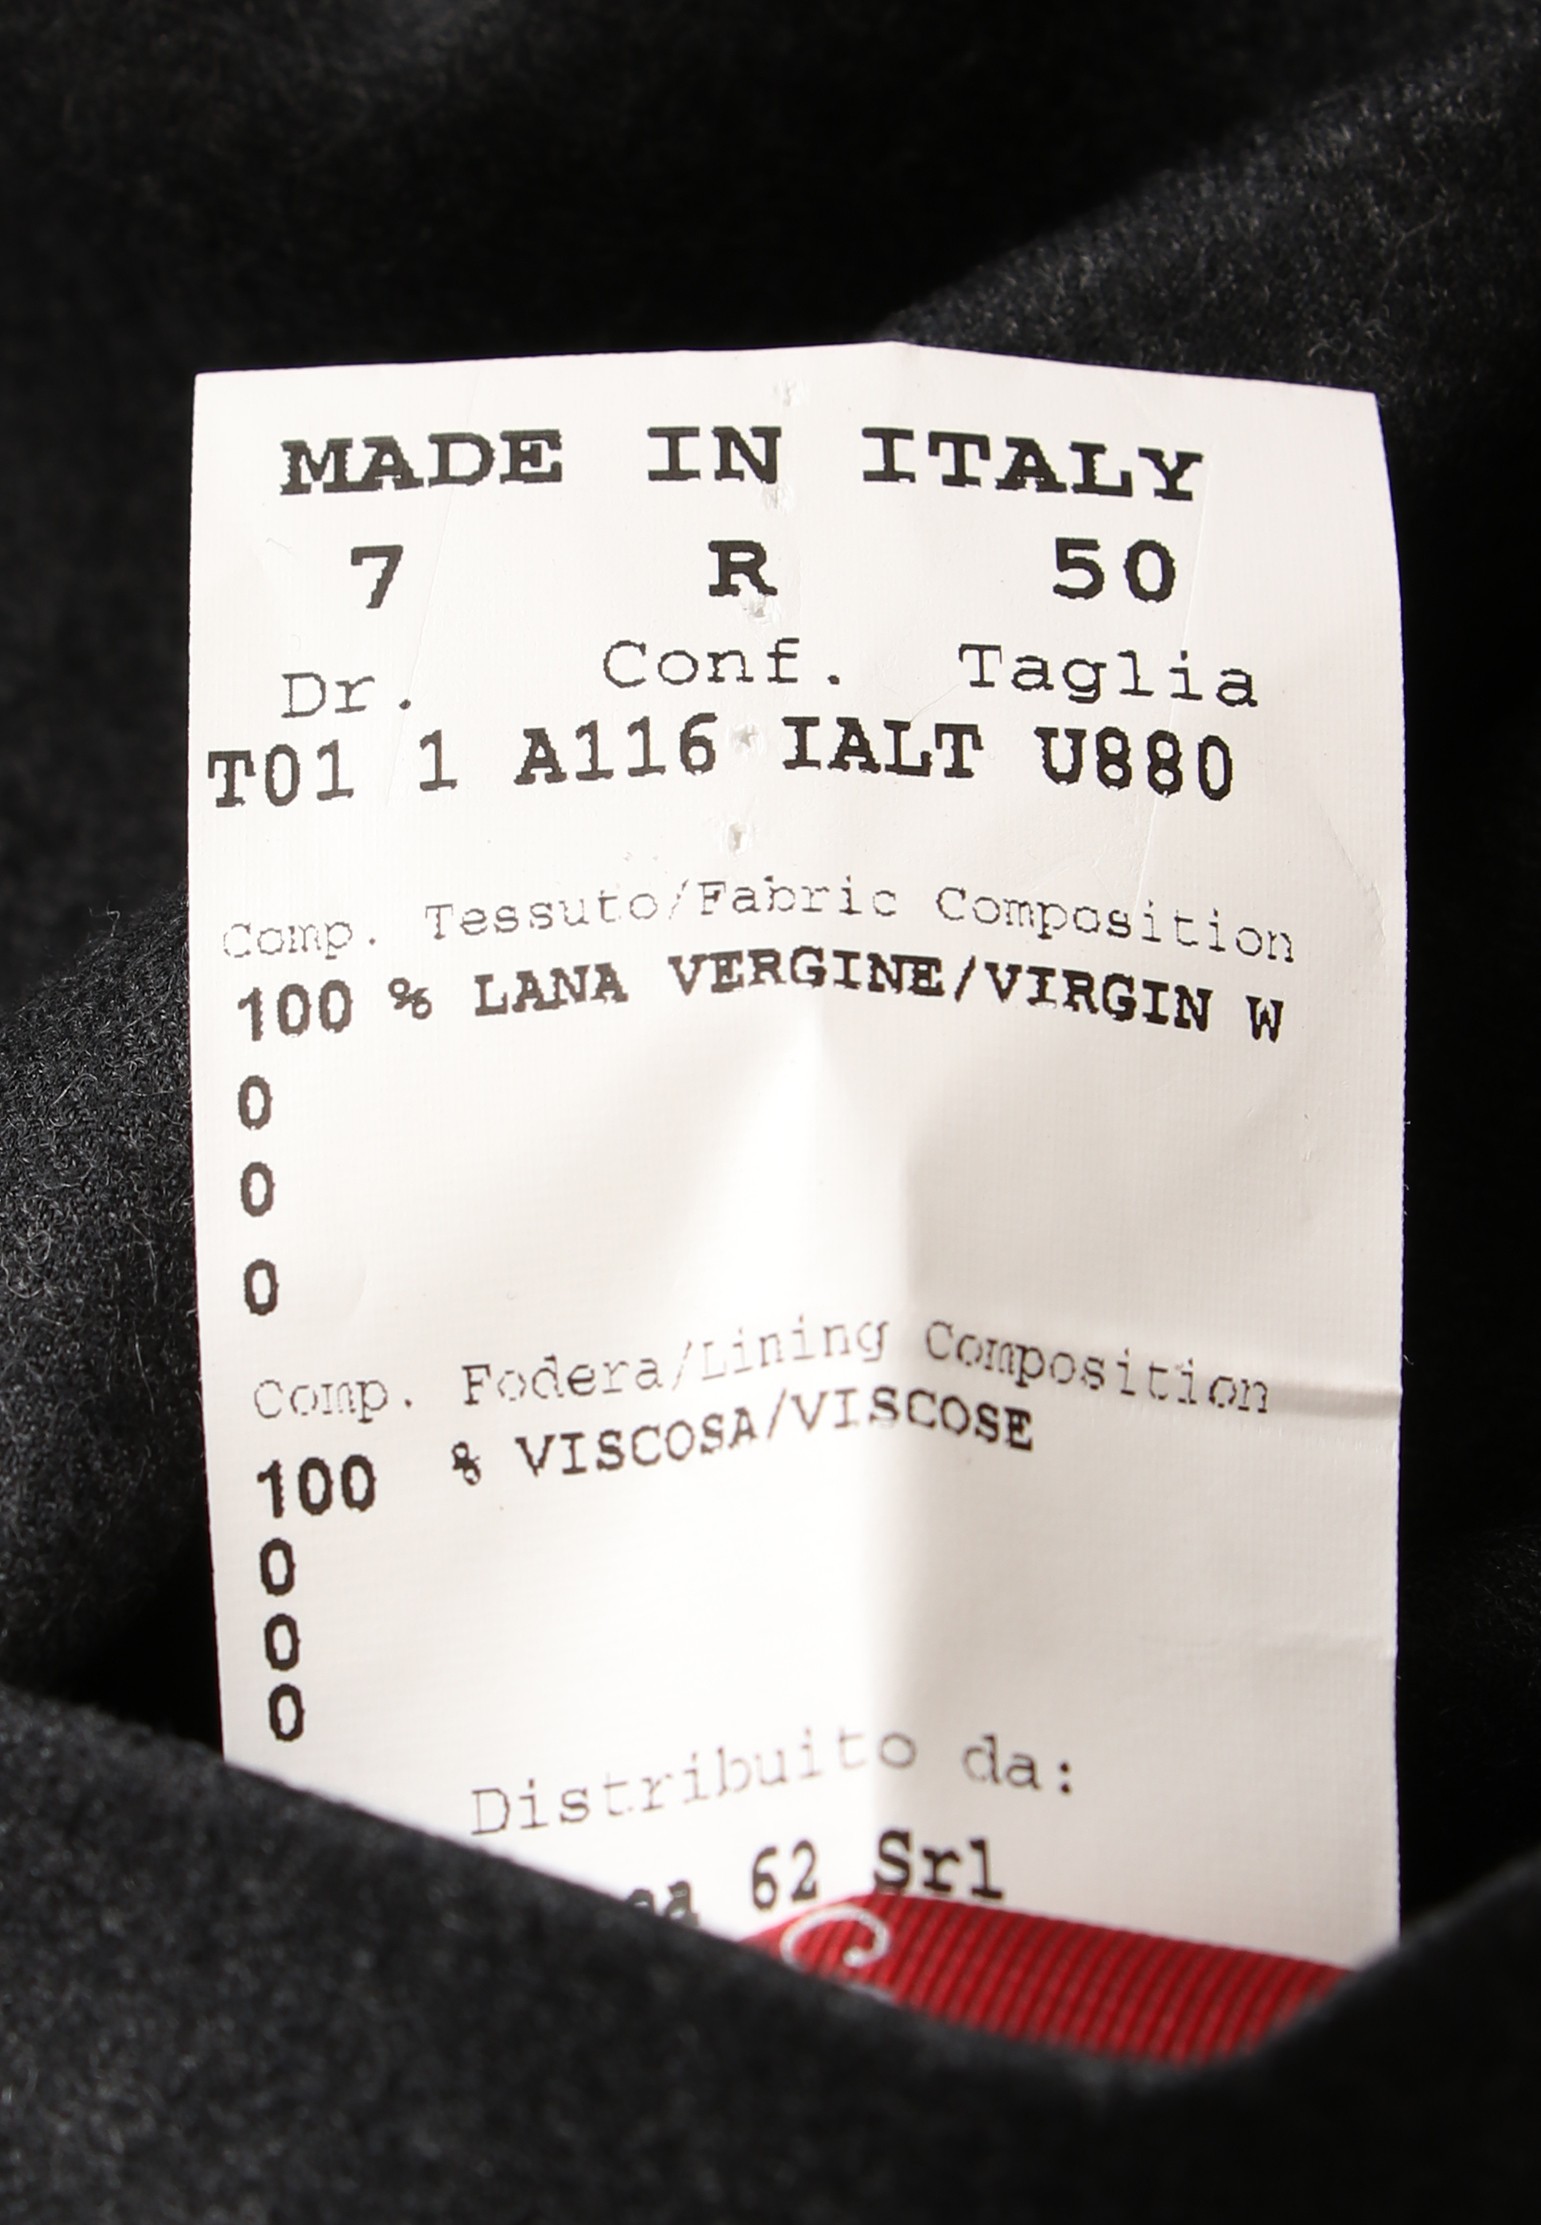 MADE IN ITALY
7 R 50
Dr. Conf. Taglia
T01 1 A116 IALT U880
Comp. Tessuto/Fabric Composition
100 % LANA VERGINE/VIRGIN W
0
0
0
Comp. Fodera/Lining Composition
100 % VISCOSA/VISCOSE
0
0
0
Distribuito da:
62 Srl